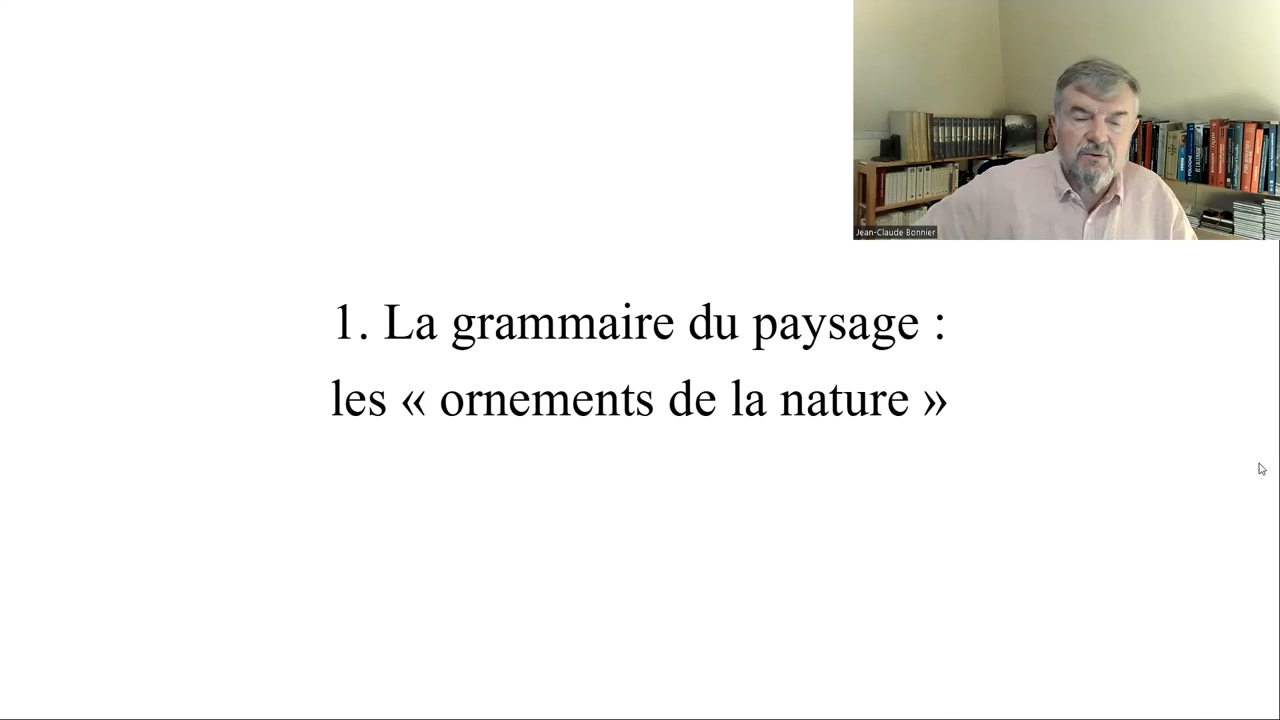 Jean-Claude Bonnier
1. La grammaire du paysage :
les « ornements de la nature »